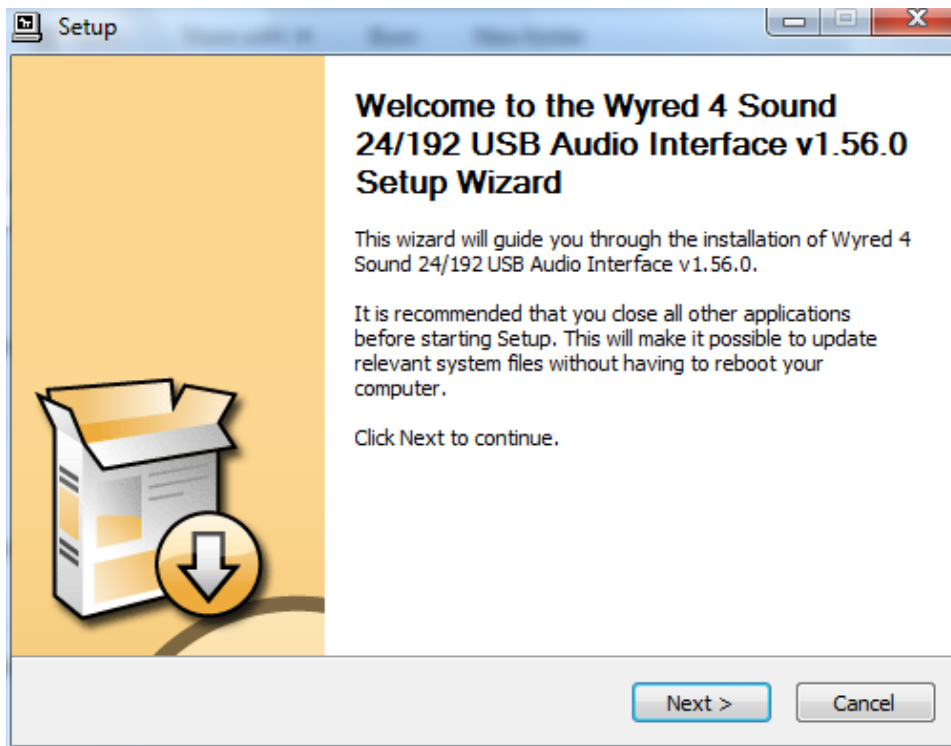 Setup
Welcome to the Wyred 4 Sound
24/192 USB Audio Interface v1.56.0
Setup Wizard
This wizard will guide you through the installation of Wyred 4
Sound 24/192 USB Audio Interface v1.56.0.
It is recommended that you close all other applications
before starting Setup. This will make it possible to update
relevant system files without having to reboot your
computer.
Click Next to continue.
Next >
Cancel